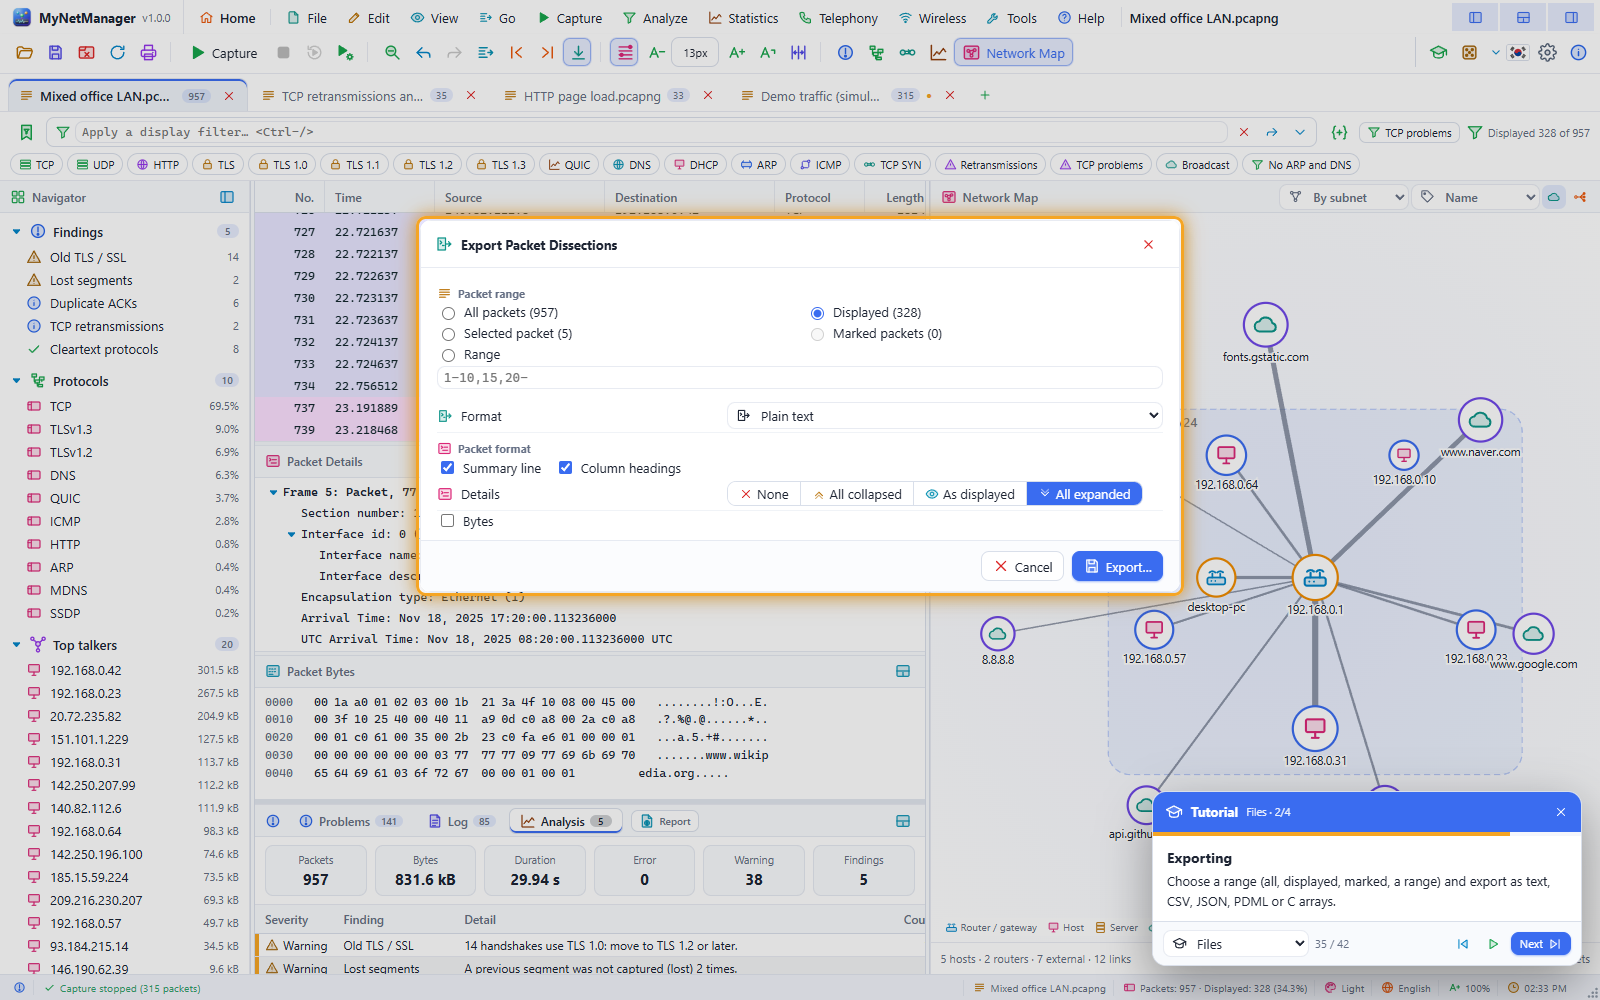 MyNetManager v1.0.0
Home File Edit View Go Capture Analyze Statistics Telephony Wireless Tools Help Mixed office LAN.pcapng
Capture A− 13px A+ Network Map
Mixed office LAN.pc... 957 TCP retransmissions an... 35 HTTP page load.pcapng 33 Demo traffic (simul... 315
Apply a display filter… <Ctrl-/> TCP problems Displayed 328 of 957
TCP UDP HTTP TLS TLS 1.0 TLS 1.1 TLS 1.2 TLS 1.3 QUIC DNS DHCP ARP ICMP TCP SYN Retransmissions TCP problems Broadcast No ARP and DNS
Navigator
Findings 5
Old TLS / SSL 14
Lost segments 2
Duplicate ACKs 6
TCP retransmissions 2
Cleartext protocols 8
Protocols 10
TCP 69.5%
TLSv1.3 9.0%
TLSv1.2 6.9%
DNS 6.3%
QUIC 3.7%
ICMP 2.8%
HTTP 0.8%
ARP 0.4%
MDNS 0.4%
SSDP 0.2%
Top talkers 20
192.168.0.42 301.5 kB
192.168.0.23 267.5 kB
20.72.235.82 204.9 kB
151.101.1.229 127.5 kB
192.168.0.31 113.7 kB
142.250.207.99 112.2 kB
140.82.112.6 111.9 kB
192.168.0.64 98.3 kB
142.250.196.100 74.6 kB
185.15.59.224 73.5 kB
209.216.230.207 69.3 kB
192.168.0.57 49.7 kB
93.184.215.14 34.5 kB
146.190.62.39 9.6 kB
No. Time Source Destination Protocol Length
727 22.721637
728 22.722137
729 22.722637
730 22.723137
731 22.723637
732 22.724137
733 22.724637
734 22.756512
737 23.191889
739 23.218468
Packet Details
Frame 5: Packet, 77
Section number:
Interface id: 0
Interface name
Interface descr
Encapsulation type: Ethernet (1)
Arrival Time: Nov 18, 2025 17:20:00.113236000
UTC Arrival Time: Nov 18, 2025 08:20:00.113236000 UTC
Packet Bytes
0000 00 1a a0 01 02 03 00 1b 21 3a 4f 10 08 00 45 00 ........!:O...E.
0010 00 3f 10 25 40 00 40 11 a9 0d c0 a8 00 2a c0 a8 .?.%@.@......*..
0020 00 01 c0 61 00 35 00 2b 23 c0 fa e6 01 00 00 01 ...a.5.+#.......
0030 00 00 00 00 00 00 03 77 77 77 09 77 69 6b 69 70 .......www.wikip
0040 65 64 69 61 03 6f 72 67 00 00 01 00 01 edia.org.....
Problems 141 Log 85 Analysis 5 Report
Packets Bytes Duration Error Warning Findings
957 831.6 kB 29.94 s 0 38 5
Severity Finding Detail Cou
Warning Old TLS / SSL 14 handshakes use TLS 1.0: move to TLS 1.2 or later.
Warning Lost segments A previous segment was not captured (lost) 2 times.
Export Packet Dissections
Packet range
All packets (957) Displayed (328)
Selected packet (5) Marked packets (0)
Range
1-10,15,20-
Format Plain text
Packet format
Summary line Column headings
Details None All collapsed As displayed All expanded
Bytes
Cancel Export...
Network Map By subnet Name
fonts.gstatic.com
24
www.naver.com
192.168.0.64
192.168.0.10
desktop-pc
192.168.0.1
8.8.8.8
192.168.0.57
192.168.0.23
www.google.com
192.168.0.31
api.githu
Router / gateway Host Server
5 hosts · 2 routers · 7 external · 12 links
Tutorial Files · 2/4
Exporting
Choose a range (all, displayed, marked, a range) and export as text,
CSV, JSON, PDML or C arrays.
Files 35 / 42 Next
Capture stopped (315 packets) Mixed office LAN.pcapng Packets: 957 · Displayed: 328 (34.3%) Light English 100% 02:33 PM